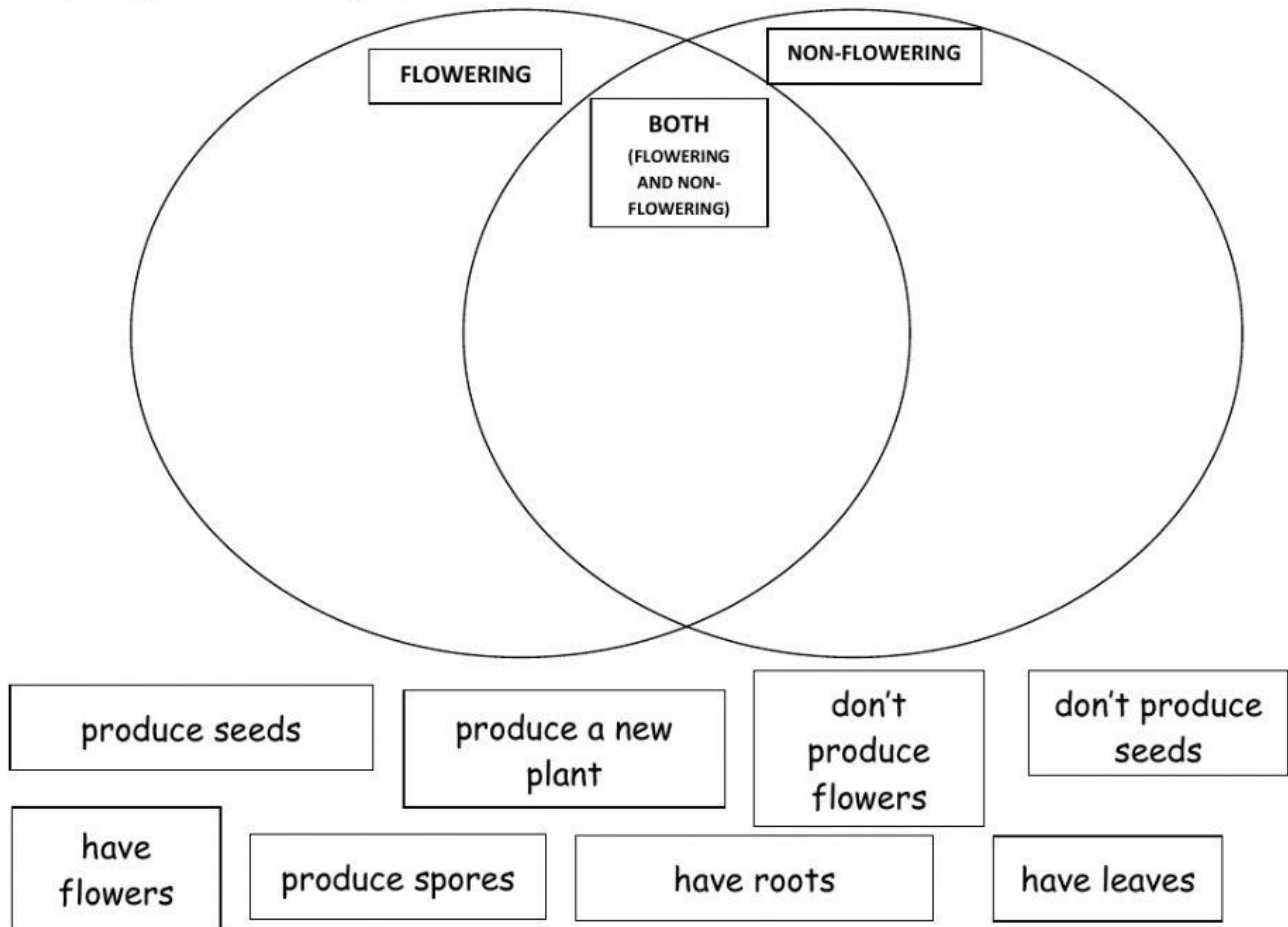 FLOWERING
NON-FLOWERING
BOTH
(FLOWERING
AND NON-
FLOWERING)
produce seeds
produce a new
plant
don't
produce
flowers
don't produce
seeds
have
flowers
produce spores
have roots
have leaves